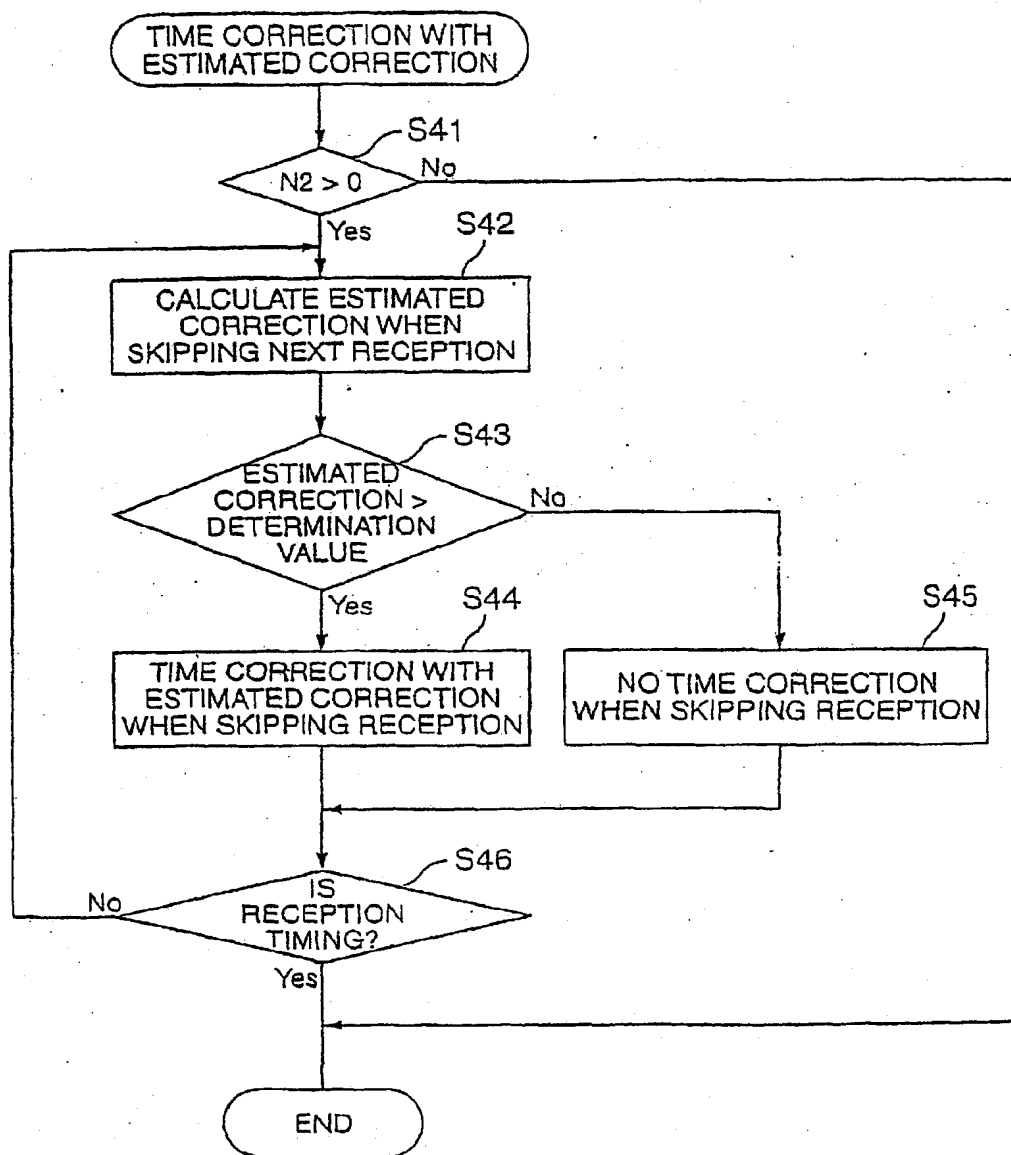 TIME CORRECTION WITH
ESTIMATED CORRECTION
S41
N2 > 0
No
Yes
S42
CALCULATE ESTIMATED
CORRECTION WHEN
SKIPPING NEXT RECEPTION
S43
ESTIMATED
CORRECTION >
DETERMINATION
VALUE
No
Yes
S44
TIME CORRECTION WITH
ESTIMATED CORRECTION
WHEN SKIPPING RECEPTION
S45
NO TIME CORRECTION
WHEN SKIPPING RECEPTION
S46
IS
RECEPTION
TIMING?
No
Yes
END